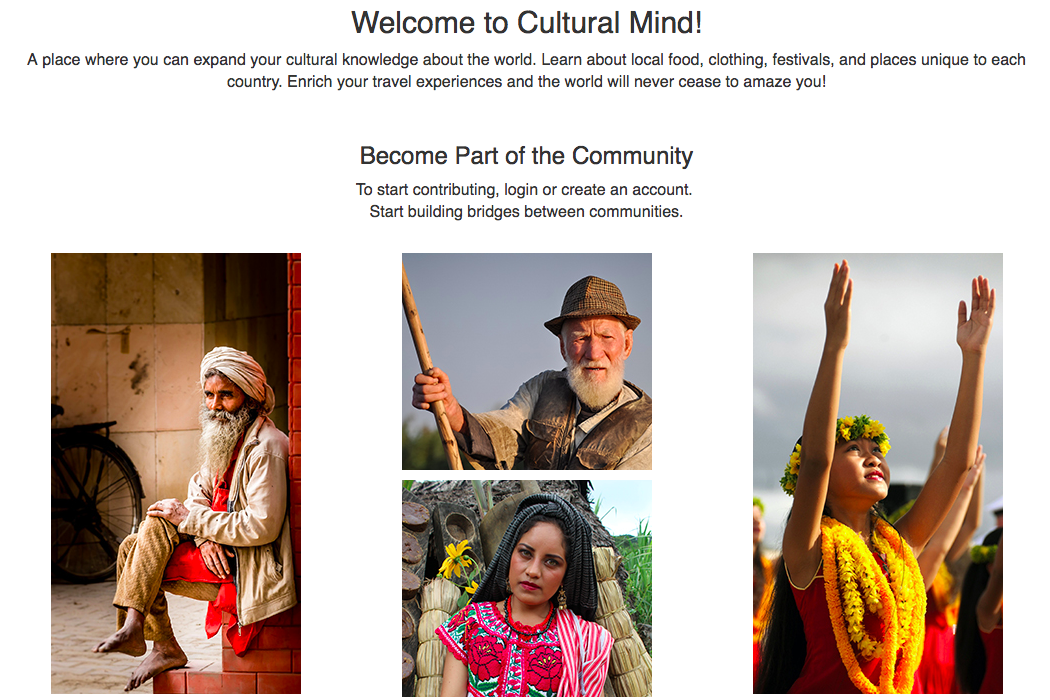 Welcome to Cultural Mind!
A place where you can expand your cultural knowledge about the world. Learn about local food, clothing, festivals, and places unique to each
country. Enrich your travel experiences and the world will never cease to amaze you!
Become Part of the Community
To start contributing, login or create an account.
Start building bridges between communities.